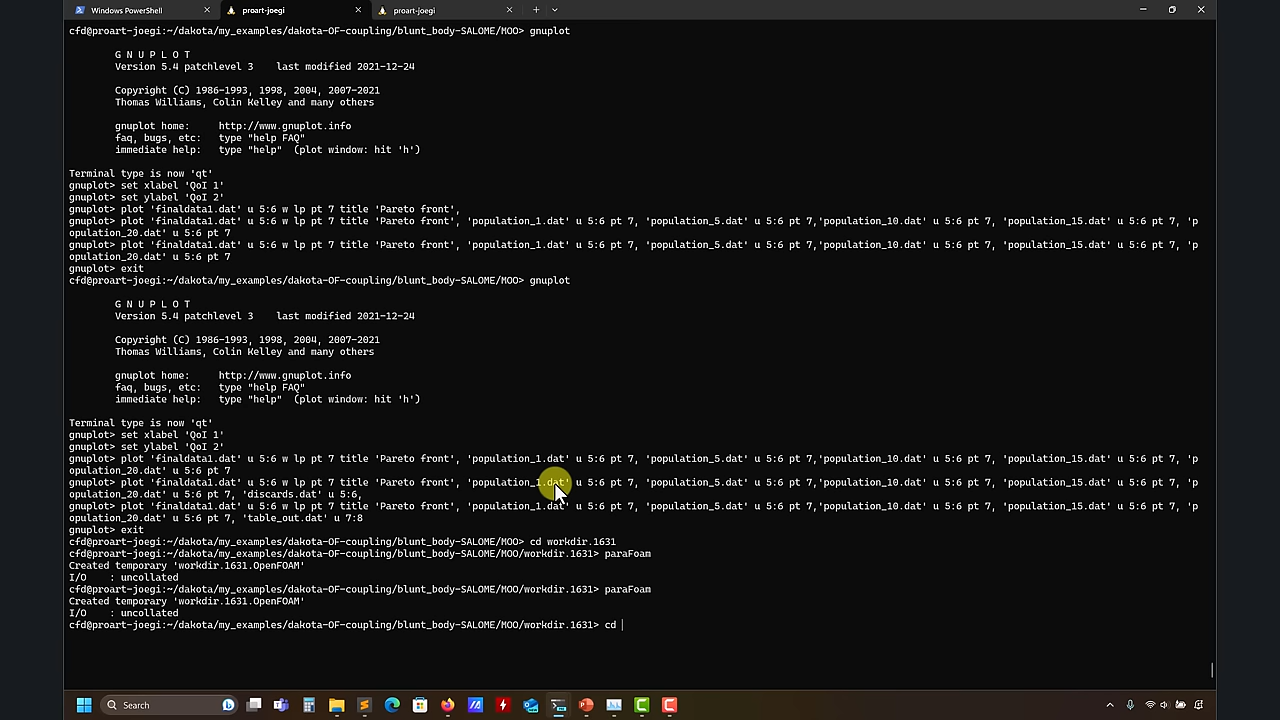 Windows PowerShell
proart-joegi
proart-joegi
cfd@proart-joegi:~/dakota/my_examples/dakota-OF-coupling/blunt_body-SALOME/MOO> gnuplot
G N U P L O T
Version 5.4 patchlevel 3    last modified 2021-12-24
Copyright (C) 1986-1993, 1998, 2004, 2007-2021
Thomas Williams, Colin Kelley and many others
gnuplot home:     http://www.gnuplot.info
faq, bugs, etc:   type "help FAQ"
immediate help:   type "help"  (plot window: hit 'h')
Terminal type is now 'qt'
gnuplot> set xlabel 'QoI 1'
gnuplot> set ylabel 'QoI 2'
gnuplot> plot 'finaldata1.dat' u 5:6 w lp pt 7 title 'Pareto front',
gnuplot> plot 'finaldata1.dat' u 5:6 w lp pt 7 title 'Pareto front', 'population_1.dat' u 5:6 pt 7, 'population_5.dat' u 5:6 pt 7,'population_10.dat' u 5:6 pt 7, 'population_15.dat' u 5:6 pt 7, 'p
opulation_20.dat' u 5:6 pt 7
gnuplot> plot 'finaldata1.dat' u 5:6 w lp pt 7 title 'Pareto front', 'population_1.dat' u 5:6 pt 7, 'population_5.dat' u 5:6 pt 7,'population_10.dat' u 5:6 pt 7, 'population_15.dat' u 5:6 pt 7, 'p
opulation_20.dat' u 5:6 pt 7
gnuplot> exit
cfd@proart-joegi:~/dakota/my_examples/dakota-OF-coupling/blunt_body-SALOME/MOO> gnuplot
G N U P L O T
Version 5.4 patchlevel 3    last modified 2021-12-24
Copyright (C) 1986-1993, 1998, 2004, 2007-2021
Thomas Williams, Colin Kelley and many others
gnuplot home:     http://www.gnuplot.info
faq, bugs, etc:   type "help FAQ"
immediate help:   type "help"  (plot window: hit 'h')
Terminal type is now 'qt'
gnuplot> set xlabel 'QoI 1'
gnuplot> set ylabel 'QoI 2'
gnuplot> plot 'finaldata1.dat' u 5:6 w lp pt 7 title 'Pareto front', 'population_1.dat' u 5:6 pt 7, 'population_5.dat' u 5:6 pt 7,'population_10.dat' u 5:6 pt 7, 'population_15.dat' u 5:6 pt 7, 'p
opulation_20.dat' u 5:6 pt 7
gnuplot> plot 'finaldata1.dat' u 5:6 w lp pt 7 title 'Pareto front', 'population_1.dat' u 5:6 pt 7, 'population_5.dat' u 5:6 pt 7,'population_10.dat' u 5:6 pt 7, 'population_15.dat' u 5:6 pt 7, 'p
opulation_20.dat' u 5:6 pt 7, 'discards.dat' u 5:6,
gnuplot> plot 'finaldata1.dat' u 5:6 w lp pt 7 title 'Pareto front', 'population_1.dat' u 5:6 pt 7, 'population_5.dat' u 5:6 pt 7,'population_10.dat' u 5:6 pt 7, 'population_15.dat' u 5:6 pt 7, 'p
opulation_20.dat' u 5:6 pt 7, 'table_out.dat' u 7:8
gnuplot> exit
cfd@proart-joegi:~/dakota/my_examples/dakota-OF-coupling/blunt_body-SALOME/MOO> cd workdir.1631
cfd@proart-joegi:~/dakota/my_examples/dakota-OF-coupling/blunt_body-SALOME/MOO/workdir.1631> paraFoam
Created temporary 'workdir.1631.OpenFOAM'
I/O    : uncollated
cfd@proart-joegi:~/dakota/my_examples/dakota-OF-coupling/blunt_body-SALOME/MOO/workdir.1631> paraFoam
Created temporary 'workdir.1631.OpenFOAM'
I/O    : uncollated
cfd@proart-joegi:~/dakota/my_examples/dakota-OF-coupling/blunt_body-SALOME/MOO/workdir.1631> cd
Search